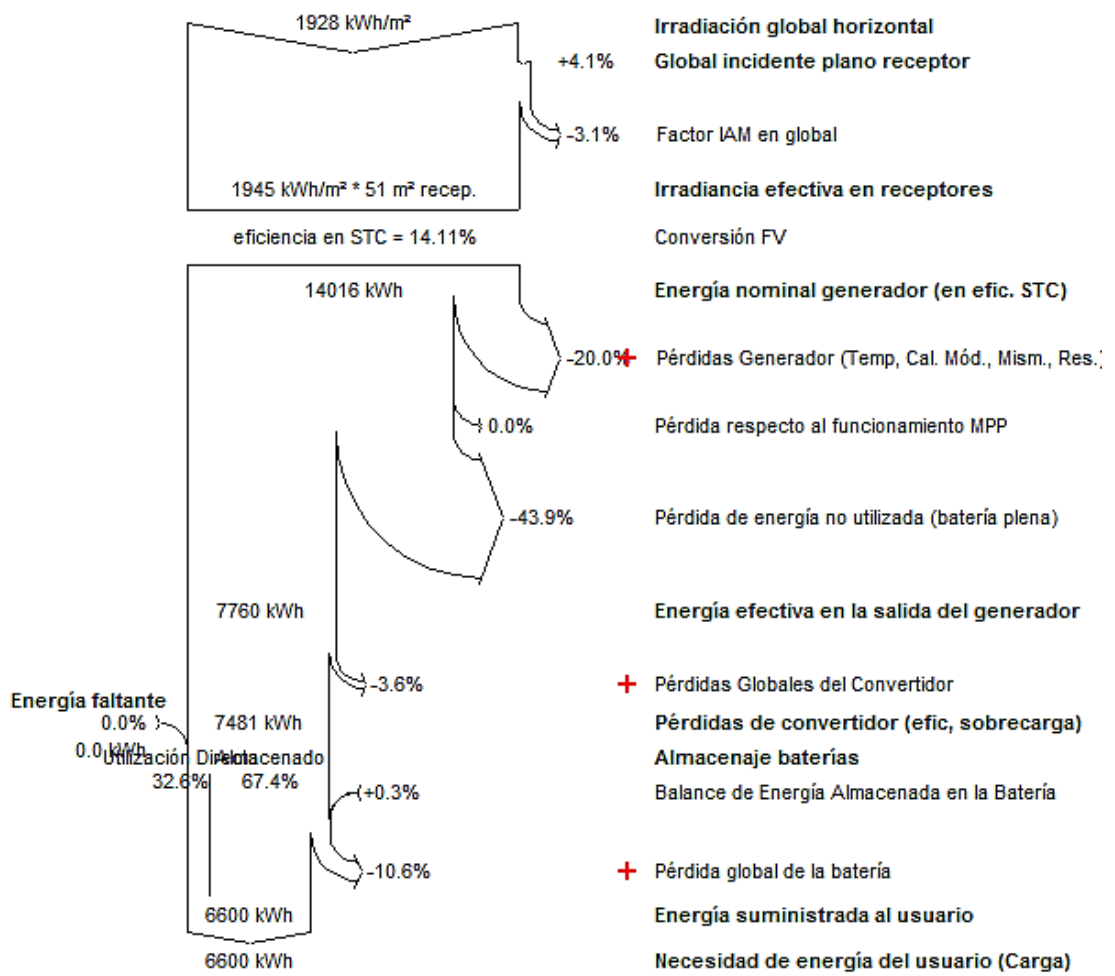 1928 kWh/m² Irradiación global horizontal
+4.1% Global incidente plano receptor
-3.1% Factor IAM en global
1945 kWh/m² * 51 m² recep. Irradiancia efectiva en receptores
eficiencia en STC = 14.11% Conversión FV
14016 kWh Energía nominal generador (en efic. STC)
-20.0% Pérdidas Generador (Temp, Cal. Mód., Mism., Res.)
0.0% Pérdida respecto al funcionamiento MPP
-43.9% Pérdida de energía no utilizada (batería plena)
7760 kWh Energía efectiva en la salida del generador
-3.6% Pérdidas Globales del Convertidor
Energía faltante
0.0% 7481 kWh Pérdidas de convertidor (efic, sobrecarga)
0.0 kWh
Utilización Directa Almacenado Almacenaje baterías
32.6% 67.4%
+0.3% Balance de Energía Almacenada en la Batería
-10.6% Pérdida global de la batería
6600 kWh Energía suministrada al usuario
6600 kWh Necesidad de energía del usuario (Carga)